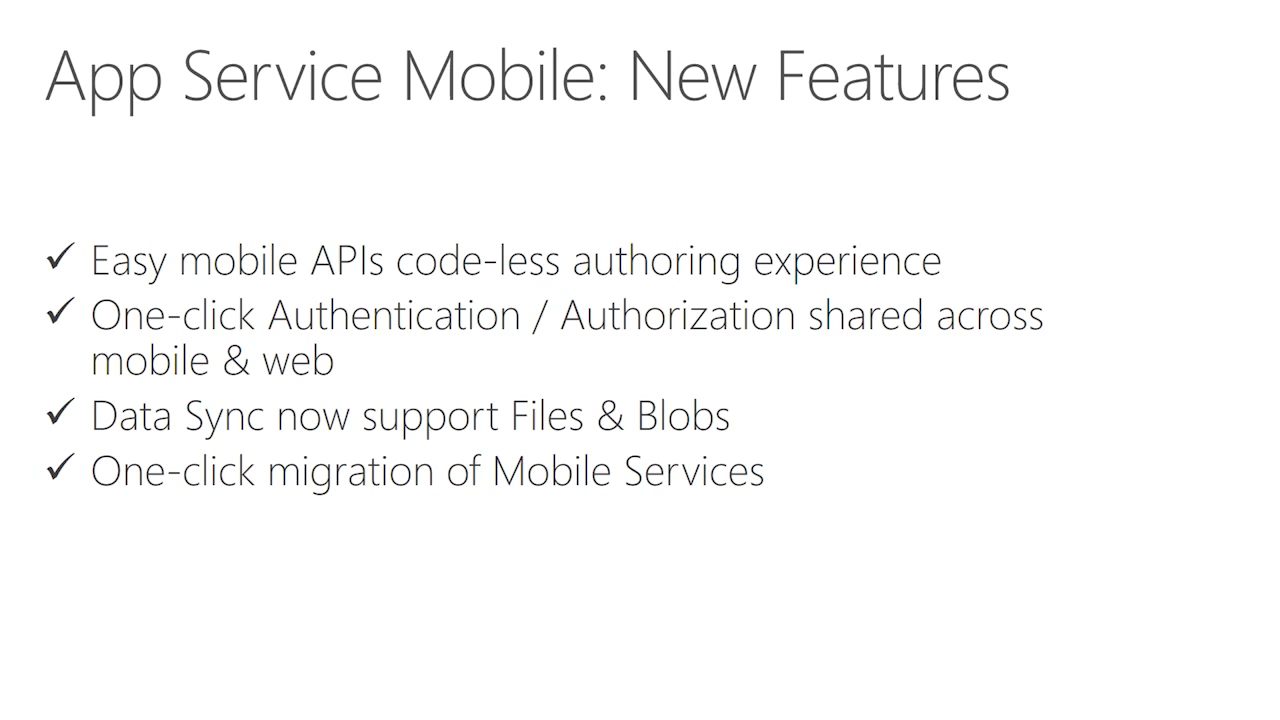 App Service Mobile: New Features
✓ Easy mobile APIs code-less authoring experience
✓ One-click Authentication / Authorization shared across
mobile & web
✓ Data Sync now support Files & Blobs
✓ One-click migration of Mobile Services